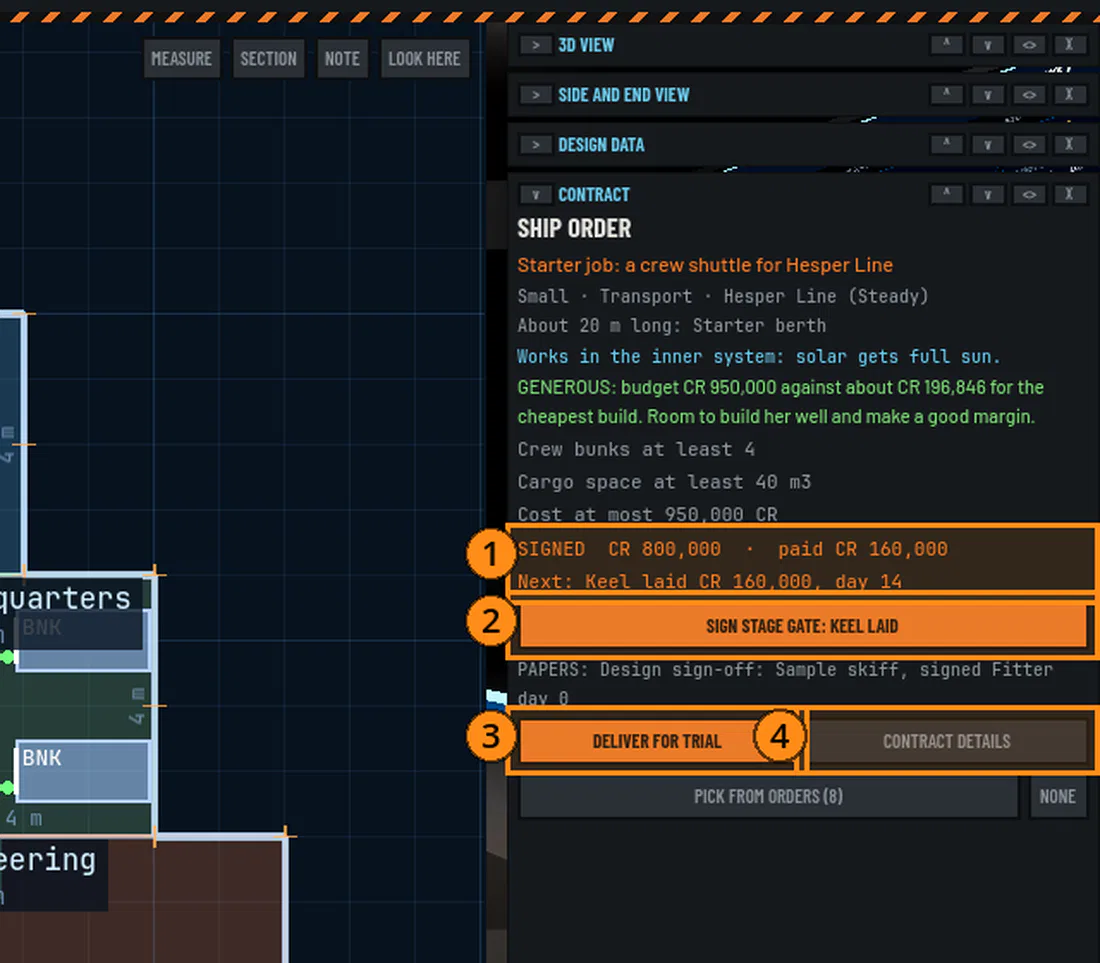 MEASURE
SECTION
NOTE
LOOK HERE
quarters
BNK
4 m
4 m
BNK
4 m
eering
> 3D VIEW ^ v <> X
> SIDE AND END VIEW ^ v <> X
> DESIGN DATA ^ v <> X
v CONTRACT ^ v <> X
SHIP ORDER
Starter job: a crew shuttle for Hesper Line
Small · Transport · Hesper Line (Steady)
About 20 m long: Starter berth
Works in the inner system: solar gets full sun.
GENEROUS: budget CR 950,000 against about CR 196,846 for the
cheapest build. Room to build her well and make a good margin.
Crew bunks at least 4
Cargo space at least 40 m3
Cost at most 950,000 CR
1
SIGNED CR 800,000 · paid CR 160,000
Next: Keel laid CR 160,000, day 14
2
SIGN STAGE GATE: KEEL LAID
PAPERS: Design sign-off: Sample skiff, signed Fitter
day 0
3
DELIVER FOR TRIAL
4
CONTRACT DETAILS
PICK FROM ORDERS (8)
NONE